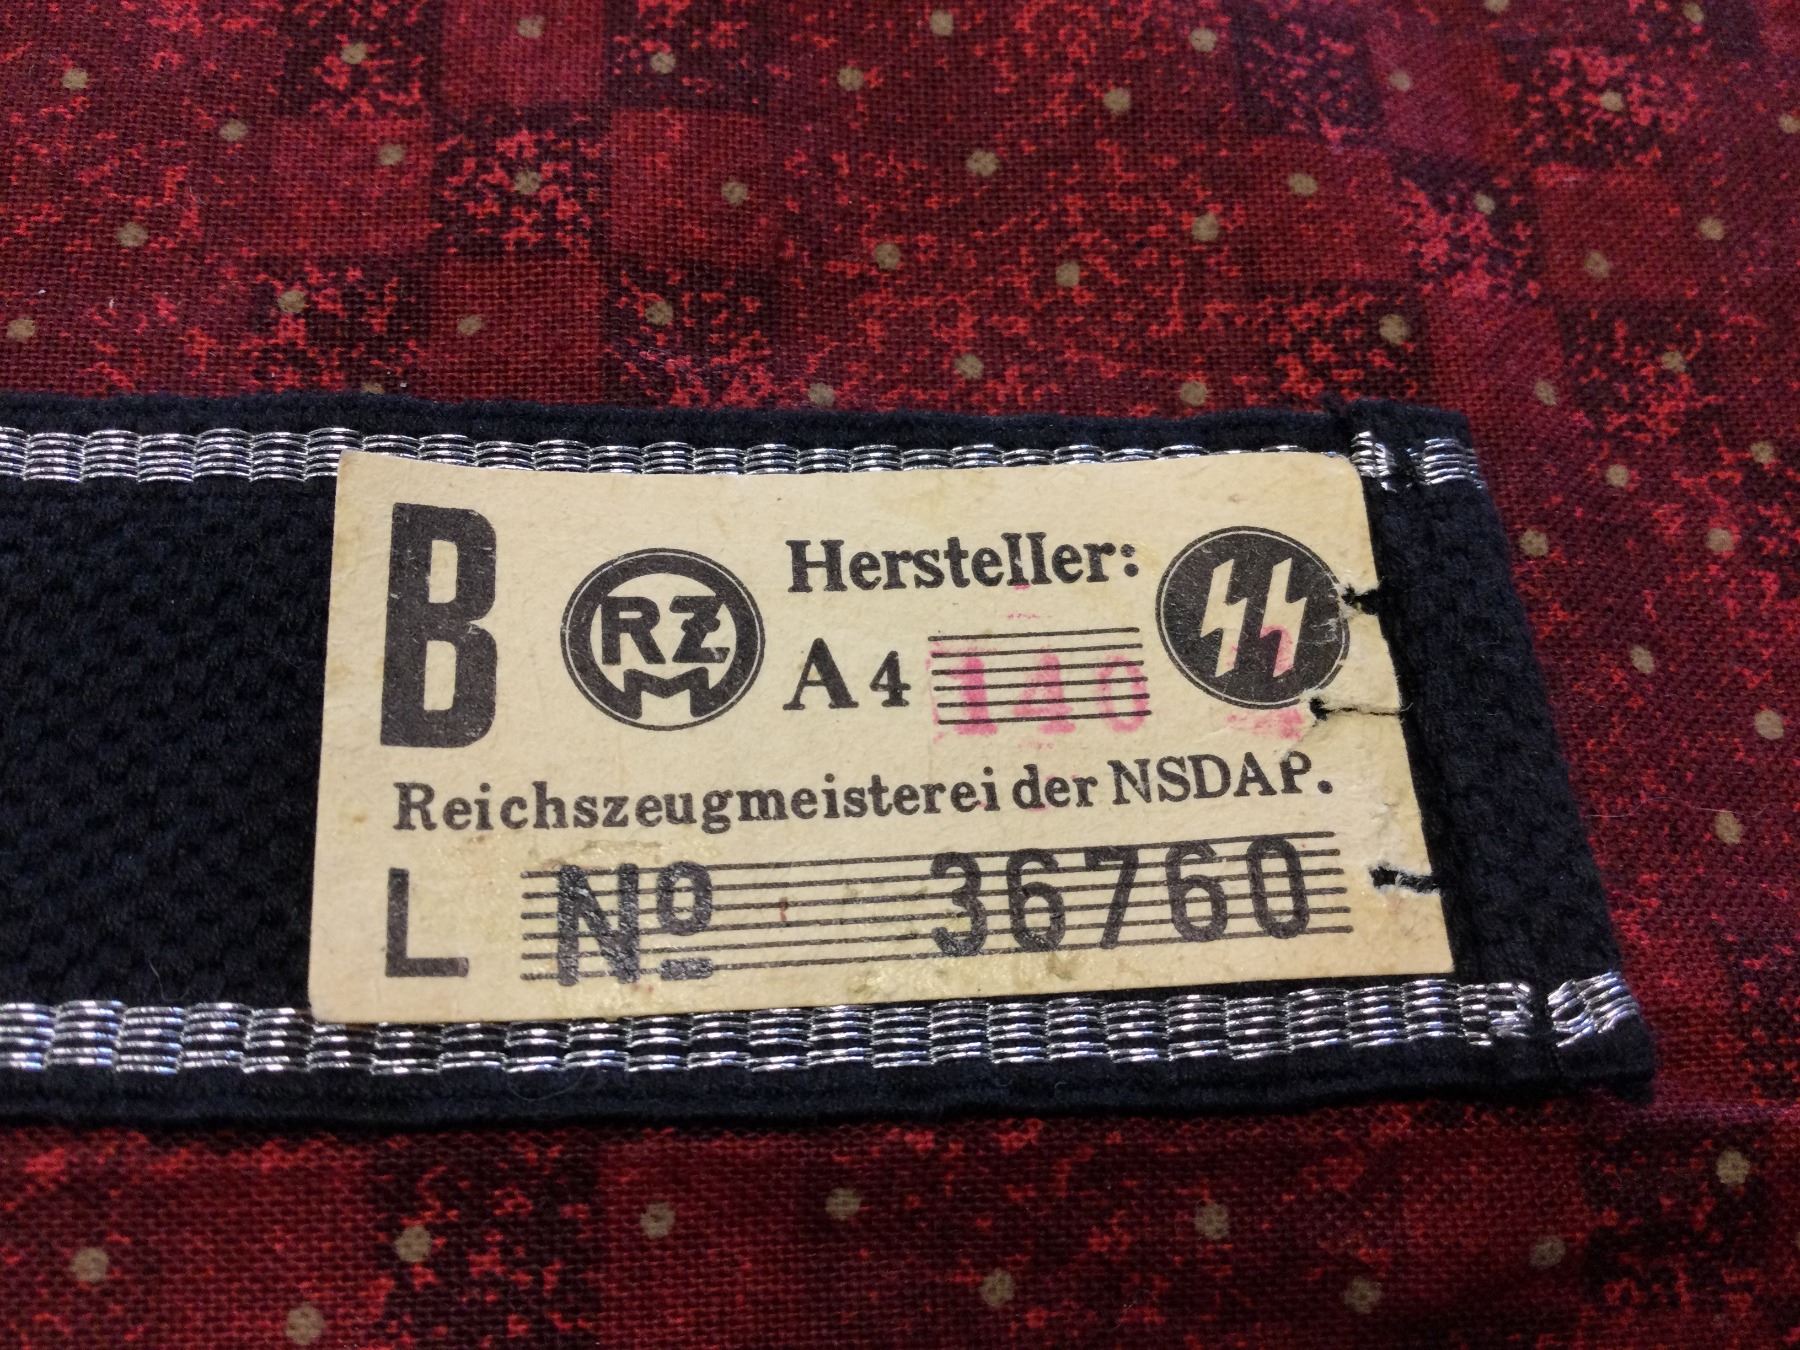 B
RZM
Hersteller:
A4 140
Reichszeugmeisterei der NSDAP.
L № 36760